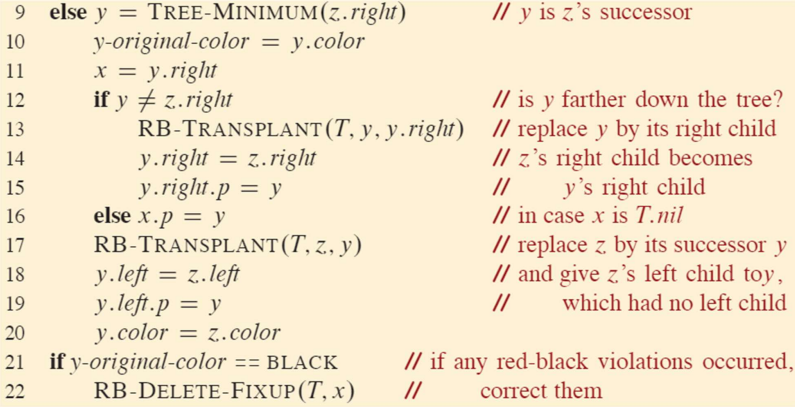 9 else y = TREE-MINIMUM(z.right) // y is z's successor
10 y-original-color = y.color
11 x = y.right
12 if y ≠ z.right // is y farther down the tree?
13 RB-TRANSPLANT(T, y, y.right) // replace y by its right child
14 y.right = z.right // z's right child becomes
15 y.right.p = y // y's right child
16 else x.p = y // in case x is T.nil
17 RB-TRANSPLANT(T, z, y) // replace z by its successor y
18 y.left = z.left // and give z's left child toy,
19 y.left.p = y // which had no left child
20 y.color = z.color
21 if y-original-color == BLACK // if any red-black violations occurred,
22 RB-DELETE-FIXUP(T, x) // correct them